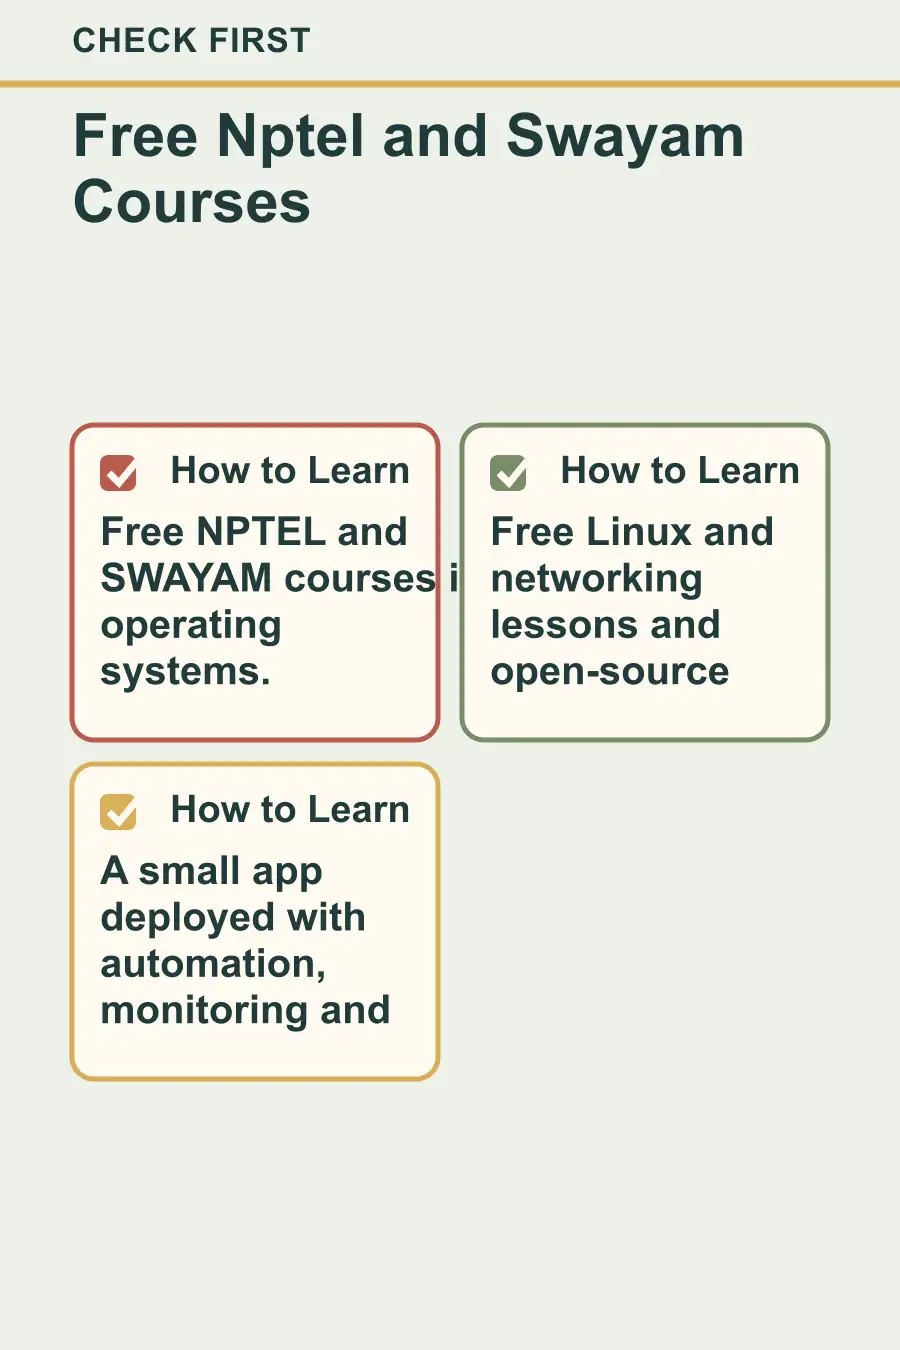 CHECK FIRST
Free Nptel and Swayam
Courses
How to Learn
Free NPTEL and
SWAYAM courses i
operating
systems.
How to Learn
Free Linux and
networking
lessons and
open-source
How to Learn
A small app
deployed with
automation,
monitoring and